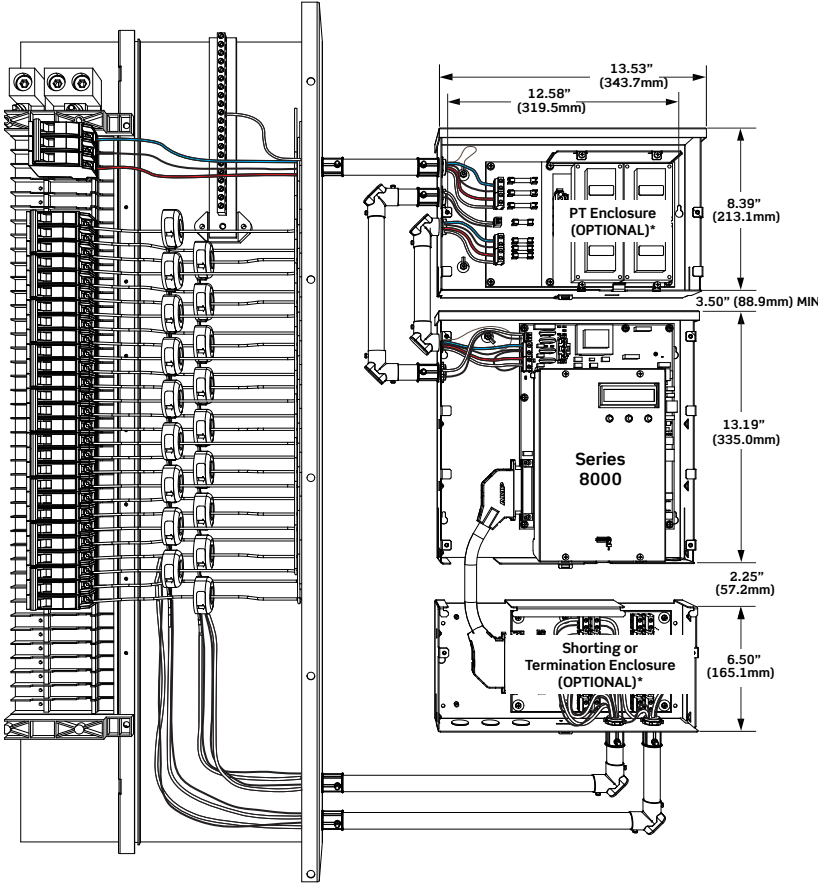 13.53”
(343.7mm)
12.58”
(319.5mm)
8.39”
(213.1mm)
PT Enclosure
(OPTIONAL)*
3.50” (88.9mm) MIN
13.19”
(335.0mm)
Series
8000
2.25”
(57.2mm)
Shorting or
Termination Enclosure
(OPTIONAL)*
6.50”
(165.1mm)